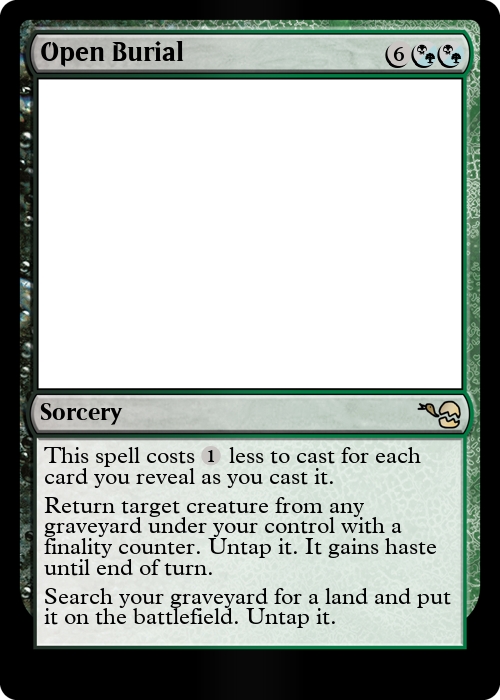 Open Burial 6
Sorcery
This spell costs 1 less to cast for each
card you reveal as you cast it.
Return target creature from any
graveyard under your control with a
finality counter. Untap it. It gains haste
until end of turn.
Search your graveyard for a land and put
it on the battlefield. Untap it.